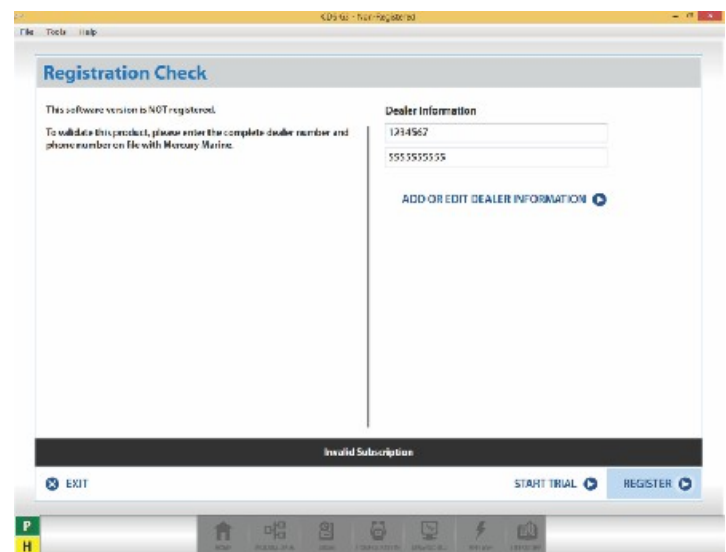 CDS G3 - Non-Registered
File Tools Help
Registration Check
This software version is NOT registered.
To validate this product, please enter the complete dealer number and
phone number on file with Mercury Marine.
Dealer Information
1234567
5555555555
ADD OR EDIT DEALER INFORMATION
Invalid Subscription
EXIT
START TRIAL
REGISTER
P
H
HOME